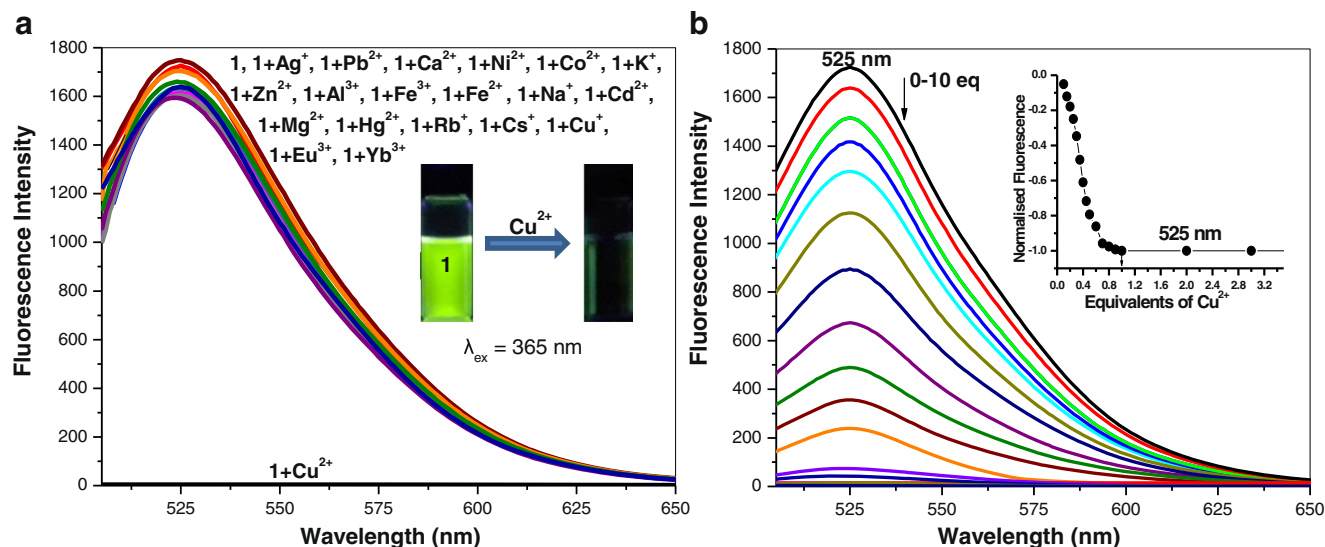 a
1800
1600
1400
1200
1000
800
600
400
200
0
Fluorescence Intensity
1, 1+Ag⁺, 1+Pb²⁺, 1+Ca²⁺, 1+Ni²⁺, 1+Co²⁺, 1+K⁺,
1+Zn²⁺, 1+Al³⁺, 1+Fe³⁺, 1+Fe²⁺, 1+Na⁺, 1+Cd²⁺,
1+Mg²⁺, 1+Hg²⁺, 1+Rb⁺, 1+Cs⁺, 1+Cu⁺,
1+Eu³⁺, 1+Yb³⁺
Cu²⁺
1
λex = 365 nm
1+Cu²⁺
525 550 575 600 625 650
Wavelength (nm)
b
1800
1600
1400
1200
1000
800
600
400
200
0
Fluorescence Intensity
525 nm
0-10 eq
0.0
-0.2
-0.4
-0.6
-0.8
-1.0
Normalised Fluorescence
525 nm
0.0 0.4 0.8 1.2 1.6 2.0 2.4 2.8 3.2
Equivalents of Cu²⁺
525 550 575 600 625 650
Wavelength (nm)